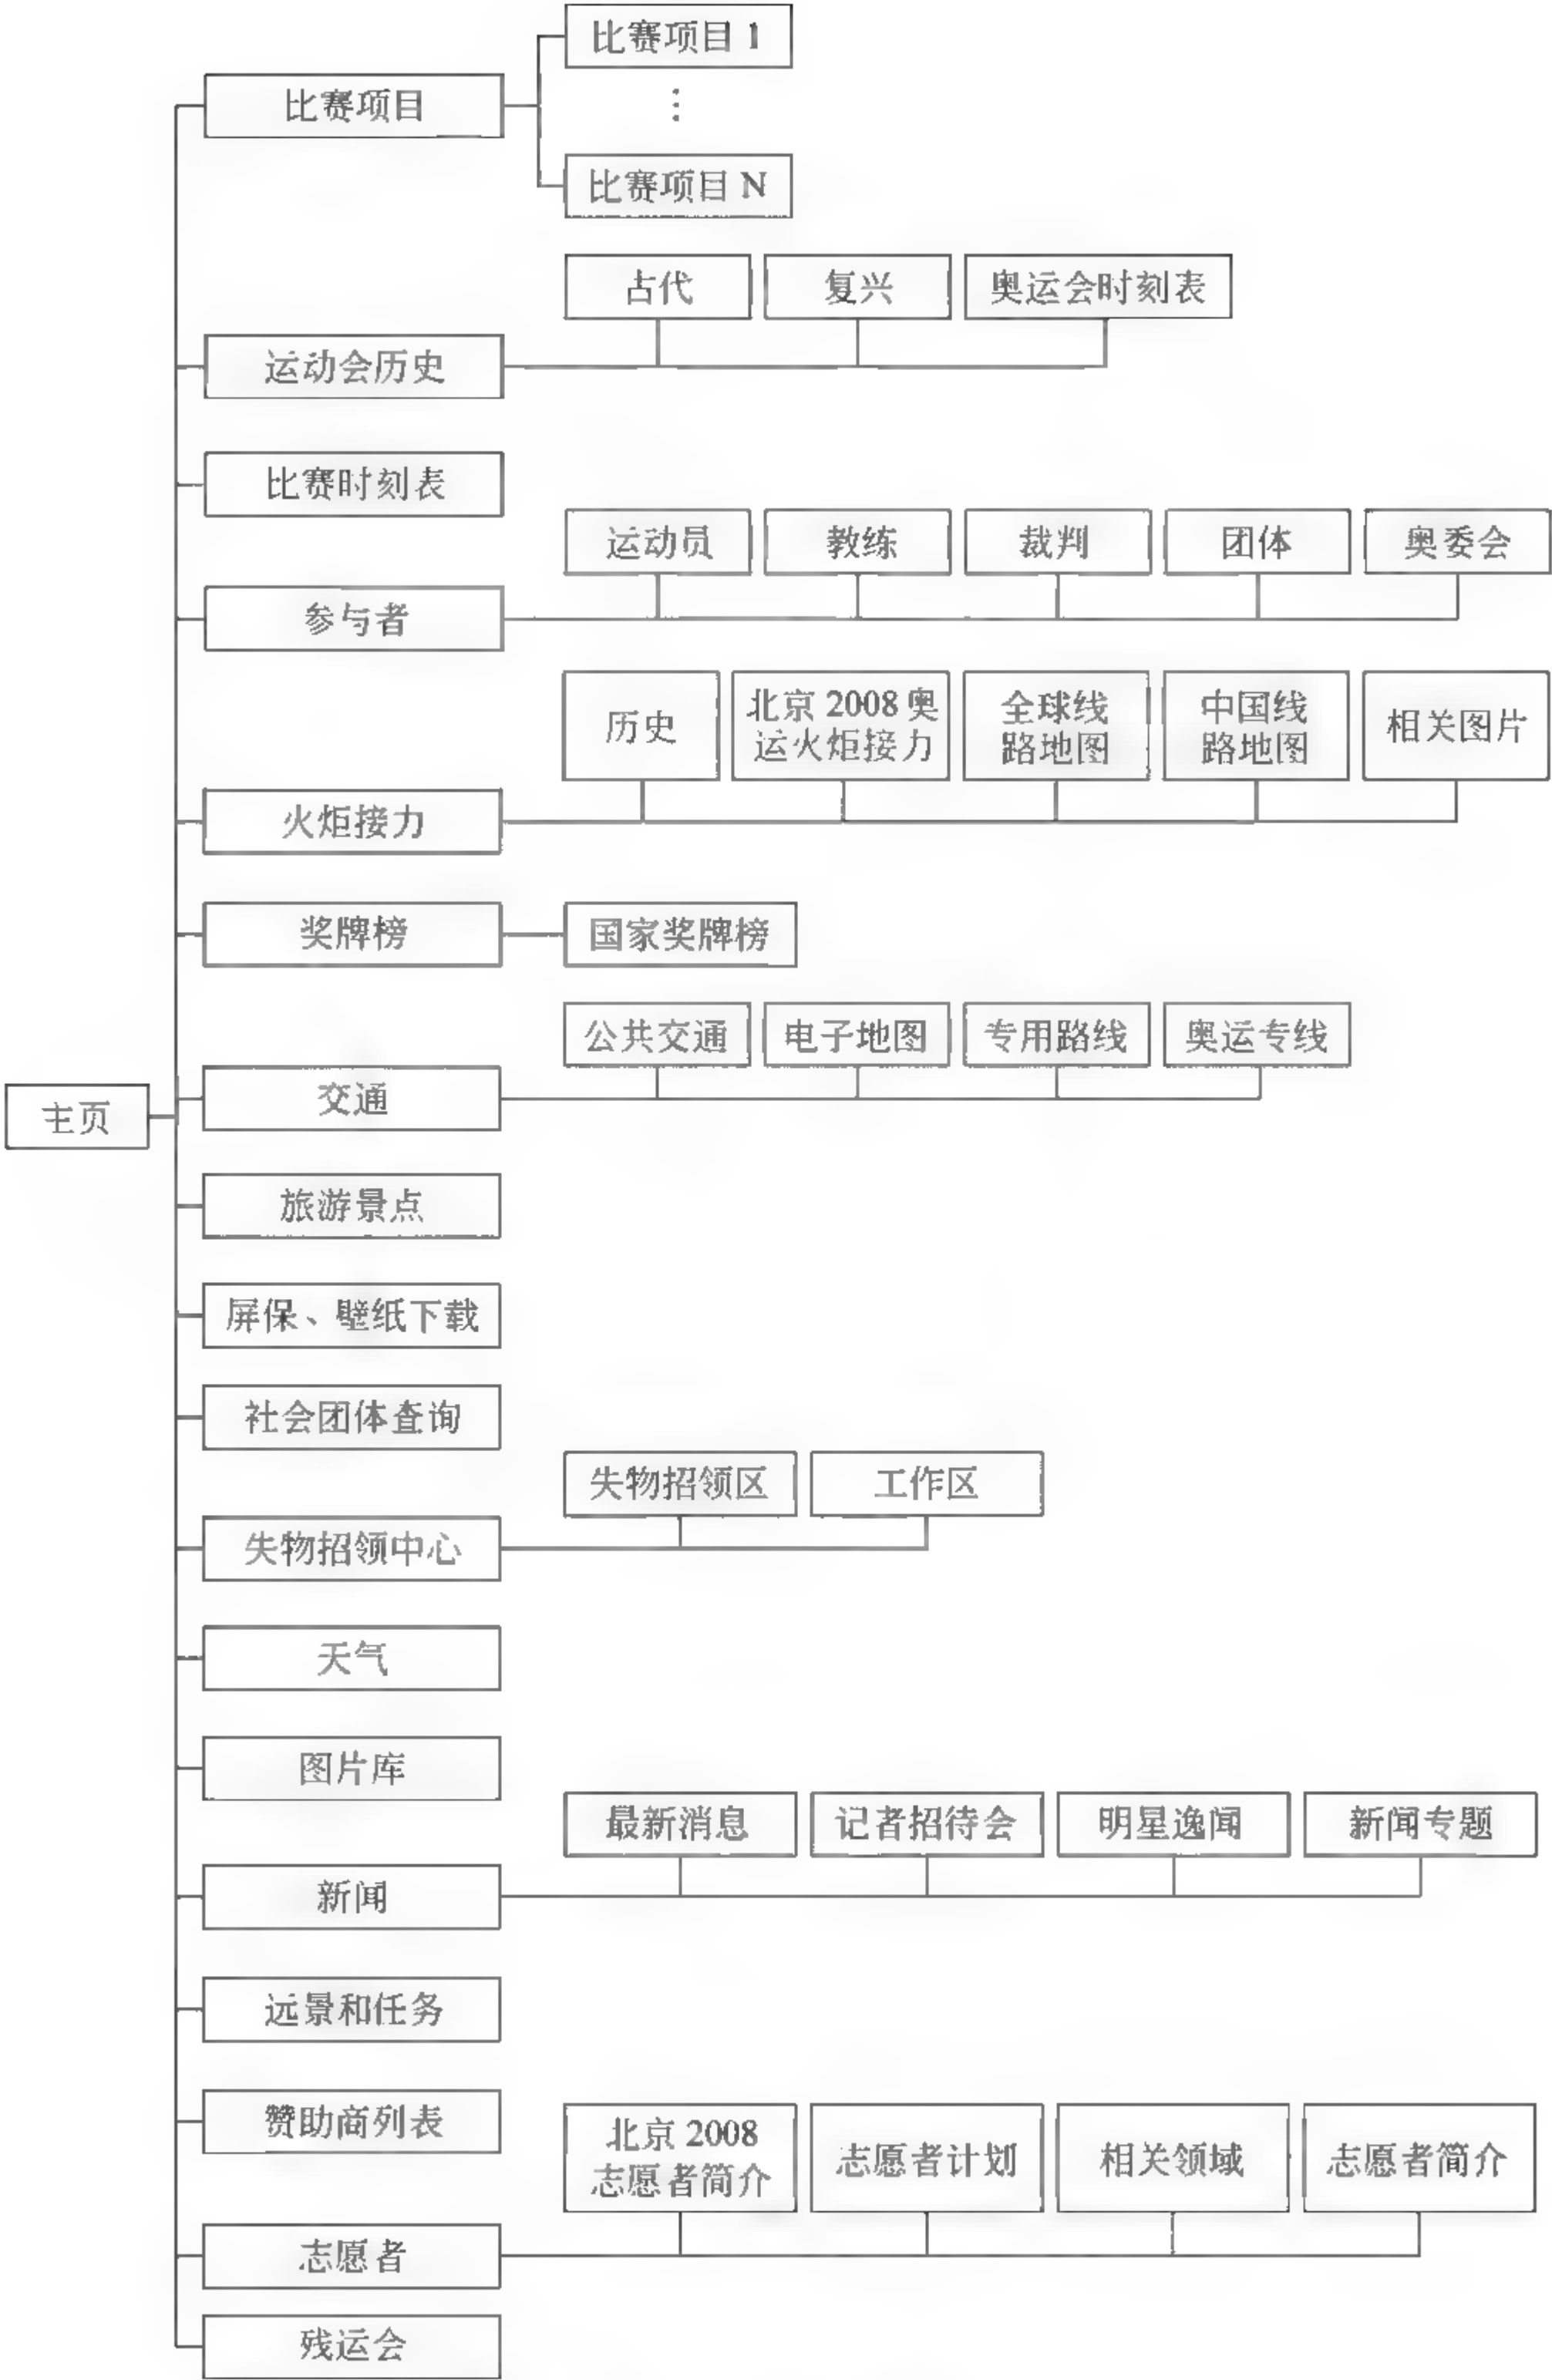 比赛项目 1
比赛项目
⋮
比赛项目 N
古代
复兴
奥运会时刻表
运动会历史
比赛时刻表
运动员
教练
裁判
团体
奥委会
参与者
历史
北京 2008 奥
运火炬接力
全球线
路地图
中国线
路地图
相关图片
火炬接力
奖牌榜
国家奖牌榜
公共交通
电子地图
专用路线
奥运专线
交通
主页
旅游景点
屏保、壁纸下载
社会团体查询
失物招领区
工作区
失物招领中心
天气
图片库
最新消息
记者招待会
明星逸闻
新闻专题
新闻
远景和任务
赞助商列表
北京 2008
志愿者简介
志愿者计划
相关领域
志愿者简介
志愿者
残运会